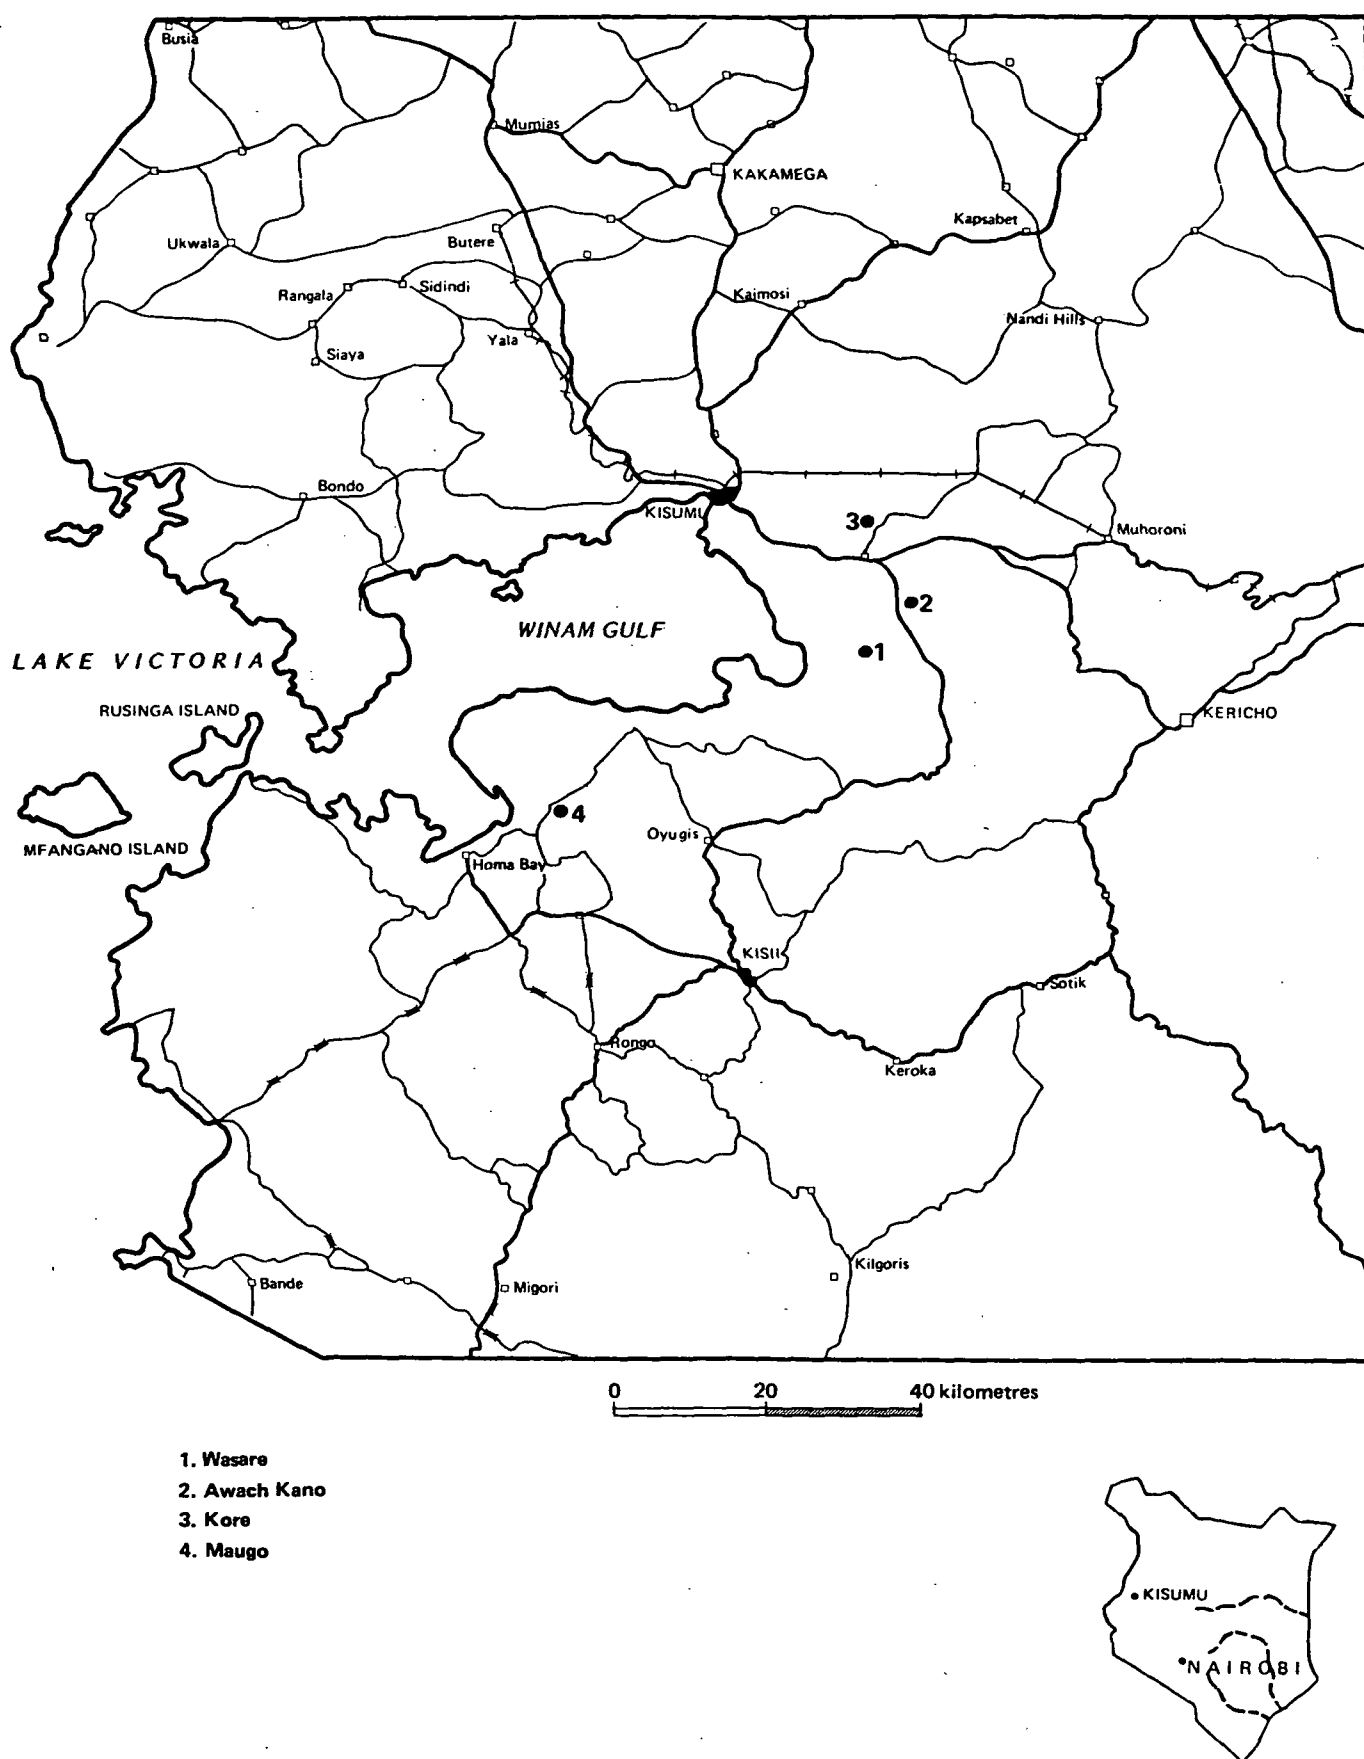 Busia
Mumias
KAKAMEGA
Kapsabet
Ukwala
Butere
Rangala
Sidindi
Kaimosi
Nandi Hills
Yala
Siaya
Bondo
KISUMU
3
Muhoroni
2
WINAM GULF
1
LAKE VICTORIA
RUSINGA ISLAND
KERICHO
4
Oyugis
MFANGANO ISLAND
Homa Bay
KISII
Sotik
Rongo
Keroka
Kilgoris
Bande
Migori
0 20 40 kilometres
1. Wasare
2. Awach Kano
3. Kore
4. Maugo
KISUMU
NAIROBI